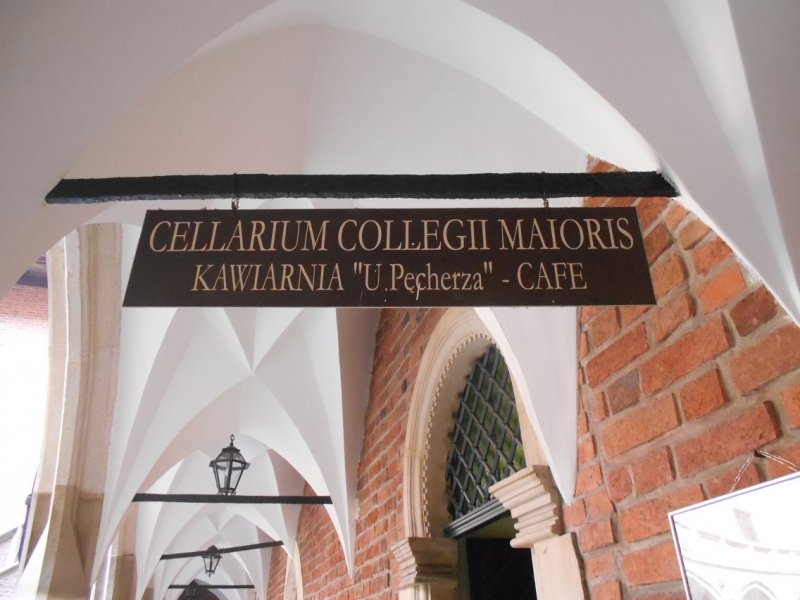 CELLARIUM COLLEGII MAIORIS
KAWIARNIA "U Pęcherza" - CAFE